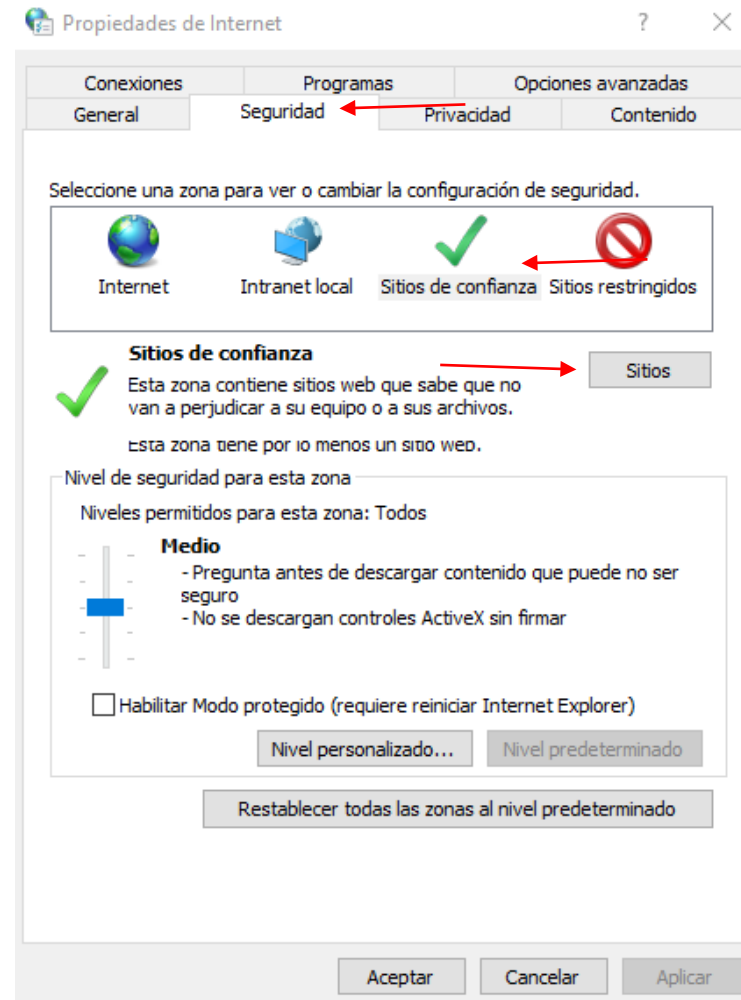 Propiedades de Internet ? ×
Conexiones Programas Opciones avanzadas
General Seguridad Privacidad Contenido
Seleccione una zona para ver o cambiar la configuración de seguridad.
Internet Intranet local Sitios de confianza Sitios restringidos
Sitios de confianza
Sitios
Esta zona contiene sitios web que sabe que no
van a perjudicar a su equipo o a sus archivos.
Esta zona tiene por lo menos un sitio web.
Nivel de seguridad para esta zona
Niveles permitidos para esta zona: Todos
Medio
- Pregunta antes de descargar contenido que puede no ser
seguro
- No se descargan controles ActiveX sin firmar
Habilitar Modo protegido (requiere reiniciar Internet Explorer)
Nivel personalizado... Nivel predeterminado
Restablecer todas las zonas al nivel predeterminado
Aceptar Cancelar Aplicar